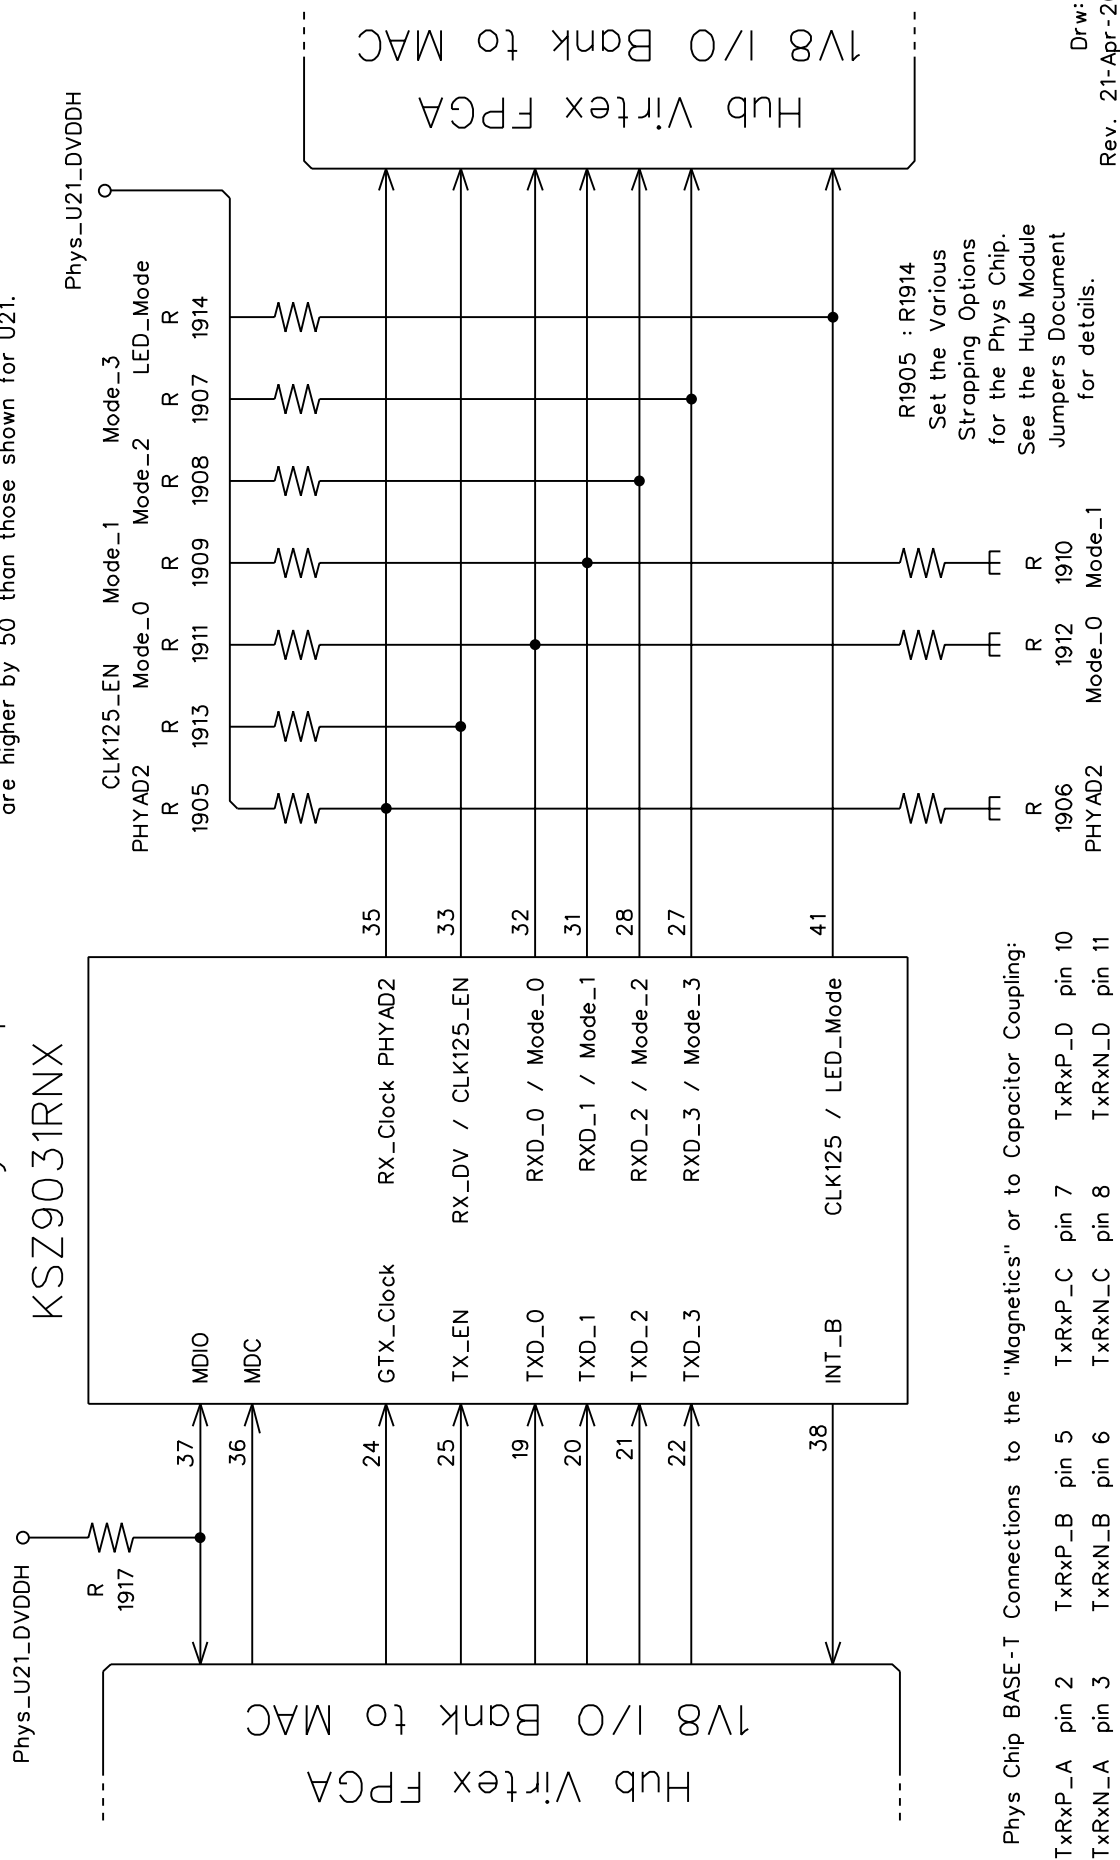 are higher by 50 than those shown for U21.
KSZ9031RNX
Phys_U21_DVDDH
R
1917
Phys_U21_DVDDH
CLK125_EN
Mode_1
Mode_3
PHYAD2
Mode_0
Mode_2
LED_Mode
R R R R R R R
1905 1913 1911 1909 1908 1907 1914
37 MDIO
36 MDC
24 GTX_Clock RX_Clock PHYAD2 35
25 TX_EN RX_DV / CLK125_EN 33
19 TXD_0 RXD_0 / Mode_0 32
20 TXD_1 RXD_1 / Mode_1 31
21 TXD_2 RXD_2 / Mode_2 28
22 TXD_3 RXD_3 / Mode_3 27
38 INT_B CLK125 / LED_Mode 41
Hub Virtex FPGA
1V8 I/O Bank to MAC
Hub Virtex FPGA
1V8 I/O Bank to MAC
R R R
1906 1912 1910
PHYAD2 Mode_0 Mode_1
R1905 : R1914
Set the Various
Strapping Options
for the Phys Chip.
See the Hub Module
Jumpers Document
for details.
Phys Chip BASE-T Connections to the "Magnetics" or to Capacitor Coupling:
TxRxP_A pin 2 TxRxP_B pin 5 TxRxP_C pin 7 TxRxP_D pin 10
TxRxN_A pin 3 TxRxN_B pin 6 TxRxN_C pin 8 TxRxN_D pin 11
Drw:
Rev. 21-Apr-2